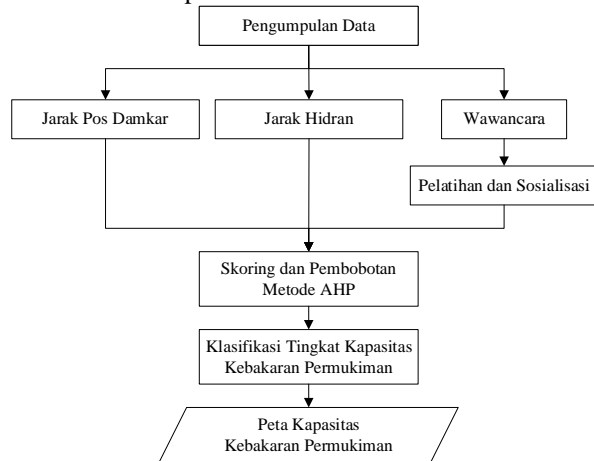 Pengumpulan Data
Jarak Pos Damkar
Jarak Hidran
Wawancara
Pelatihan dan Sosialisasi
Skoring dan Pembobotan
Metode AHP
Klasifikasi Tingkat Kapasitas
Kebakaran Permukiman
Peta Kapasitas
Kebakaran Permukiman